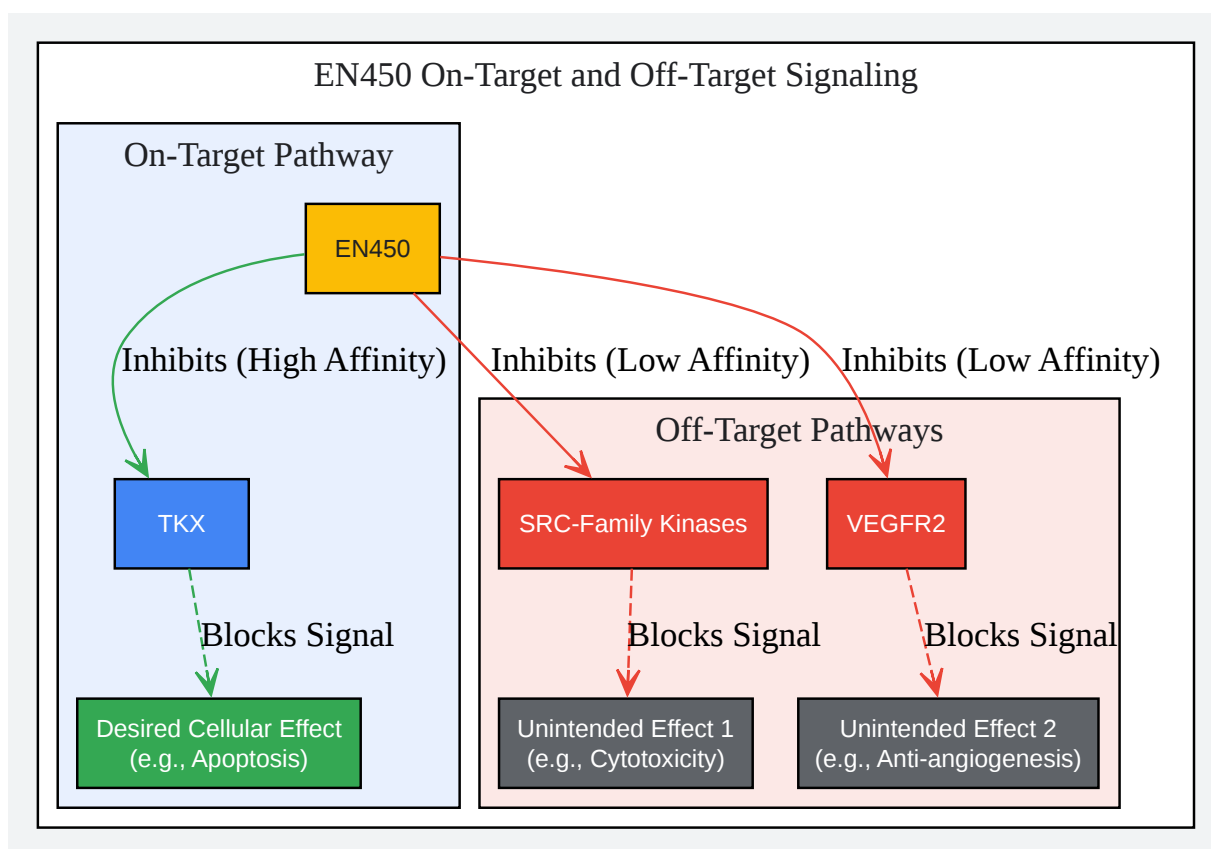 EN450 On-Target and Off-Target Signaling
On-Target Pathway
EN450
Inhibits (High Affinity)
Inhibits (Low Affinity)
Inhibits (Low Affinity)
Off-Target Pathways
TKX
SRC-Family Kinases
VEGFR2
Blocks Signal
Blocks Signal
Blocks Signal
Desired Cellular Effect
(e.g., Apoptosis)
Unintended Effect 1
(e.g., Cytotoxicity)
Unintended Effect 2
(e.g., Anti-angiogenesis)